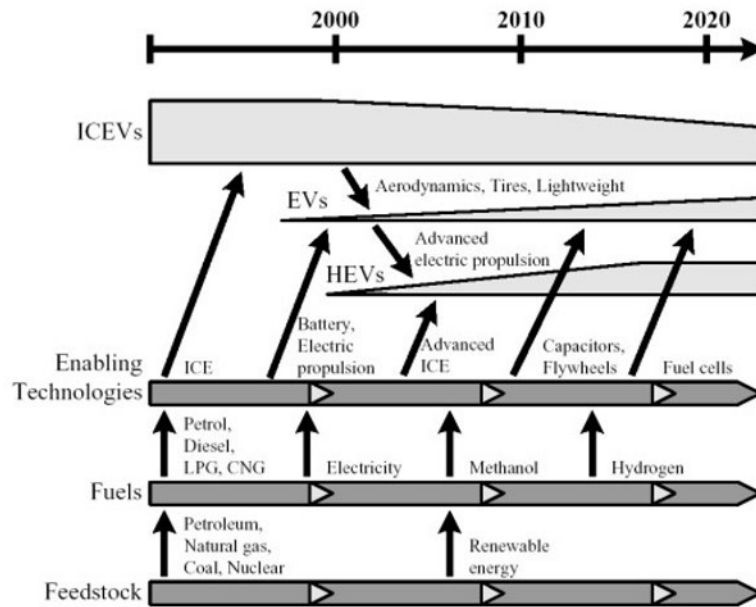 2000 2010 2020
ICEVs
Aerodynamics, Tires, Lightweight
EVs
Advanced
electric propulsion
HEVs
Battery,
Electric
propulsion
Advanced
ICE
Capacitors,
Flywheels
Enabling
Technologies
ICE
Fuel cells
Petrol,
Diesel,
LPG, CNG
Electricity
Methanol
Hydrogen
Fuels
Petroleum,
Natural gas,
Coal, Nuclear
Renewable
energy
Feedstock